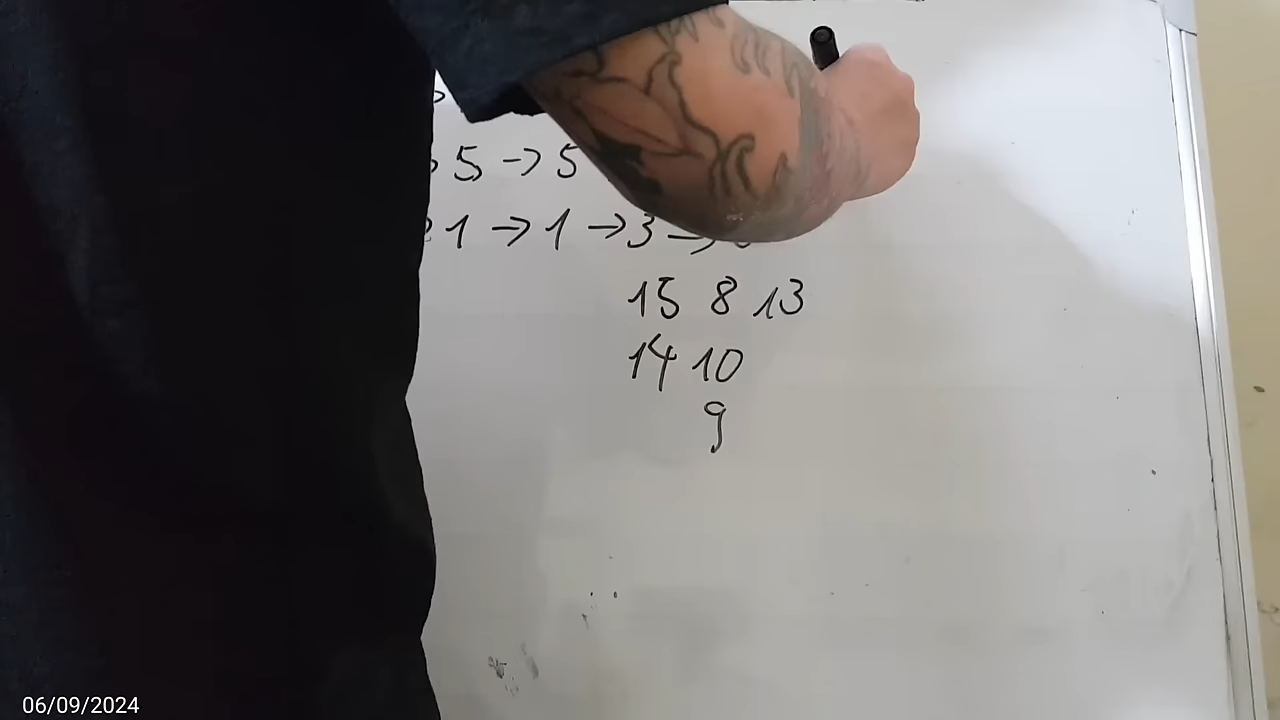 5 → 5
1 → 1 → 3 →
15 8 13
14 10
9
06/09/2024